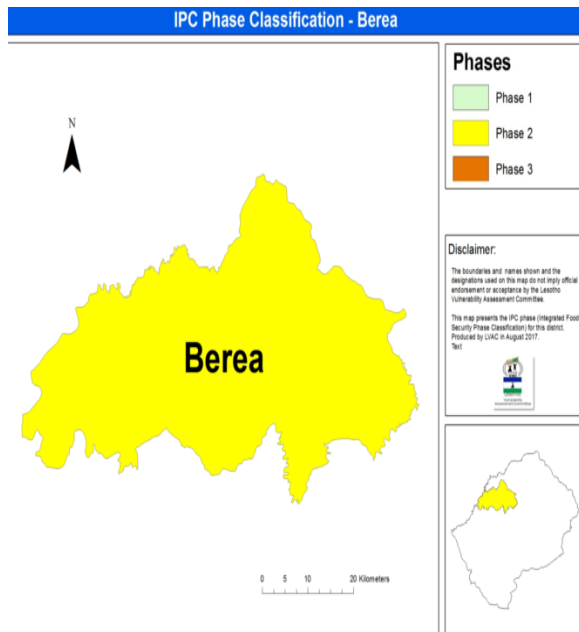 IPC Phase Classification - Berea
N
Berea
0 5 10 20 Kilometers
Phases
Phase 1
Phase 2
Phase 3
Disclaimer:
The boundaries and names shown and the
designations used on this map do not imply official
endorsement or acceptance by the Lesotho
Vulnerability Assessment Committee.
This map presents the IPC phase (Integrated Food
Security Phase Classification) for this district.
Produced by LVAC in August 2017.
Text